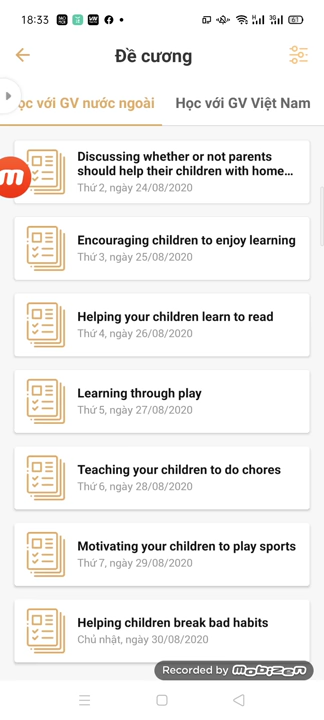 18:33
Đề cương
ọc với GV nước ngoài
Học với GV Việt Nam
Discussing whether or not parents
should help their children with home...
Thứ 2, ngày 24/08/2020
Encouraging children to enjoy learning
Thứ 3, ngày 25/08/2020
Helping your children learn to read
Thứ 4, ngày 26/08/2020
Learning through play
Thứ 5, ngày 27/08/2020
Teaching your children to do chores
Thứ 6, ngày 28/08/2020
Motivating your children to play sports
Thứ 7, ngày 29/08/2020
Helping children break bad habits
Chủ nhật, ngày 30/08/2020
Recorded by mobizen